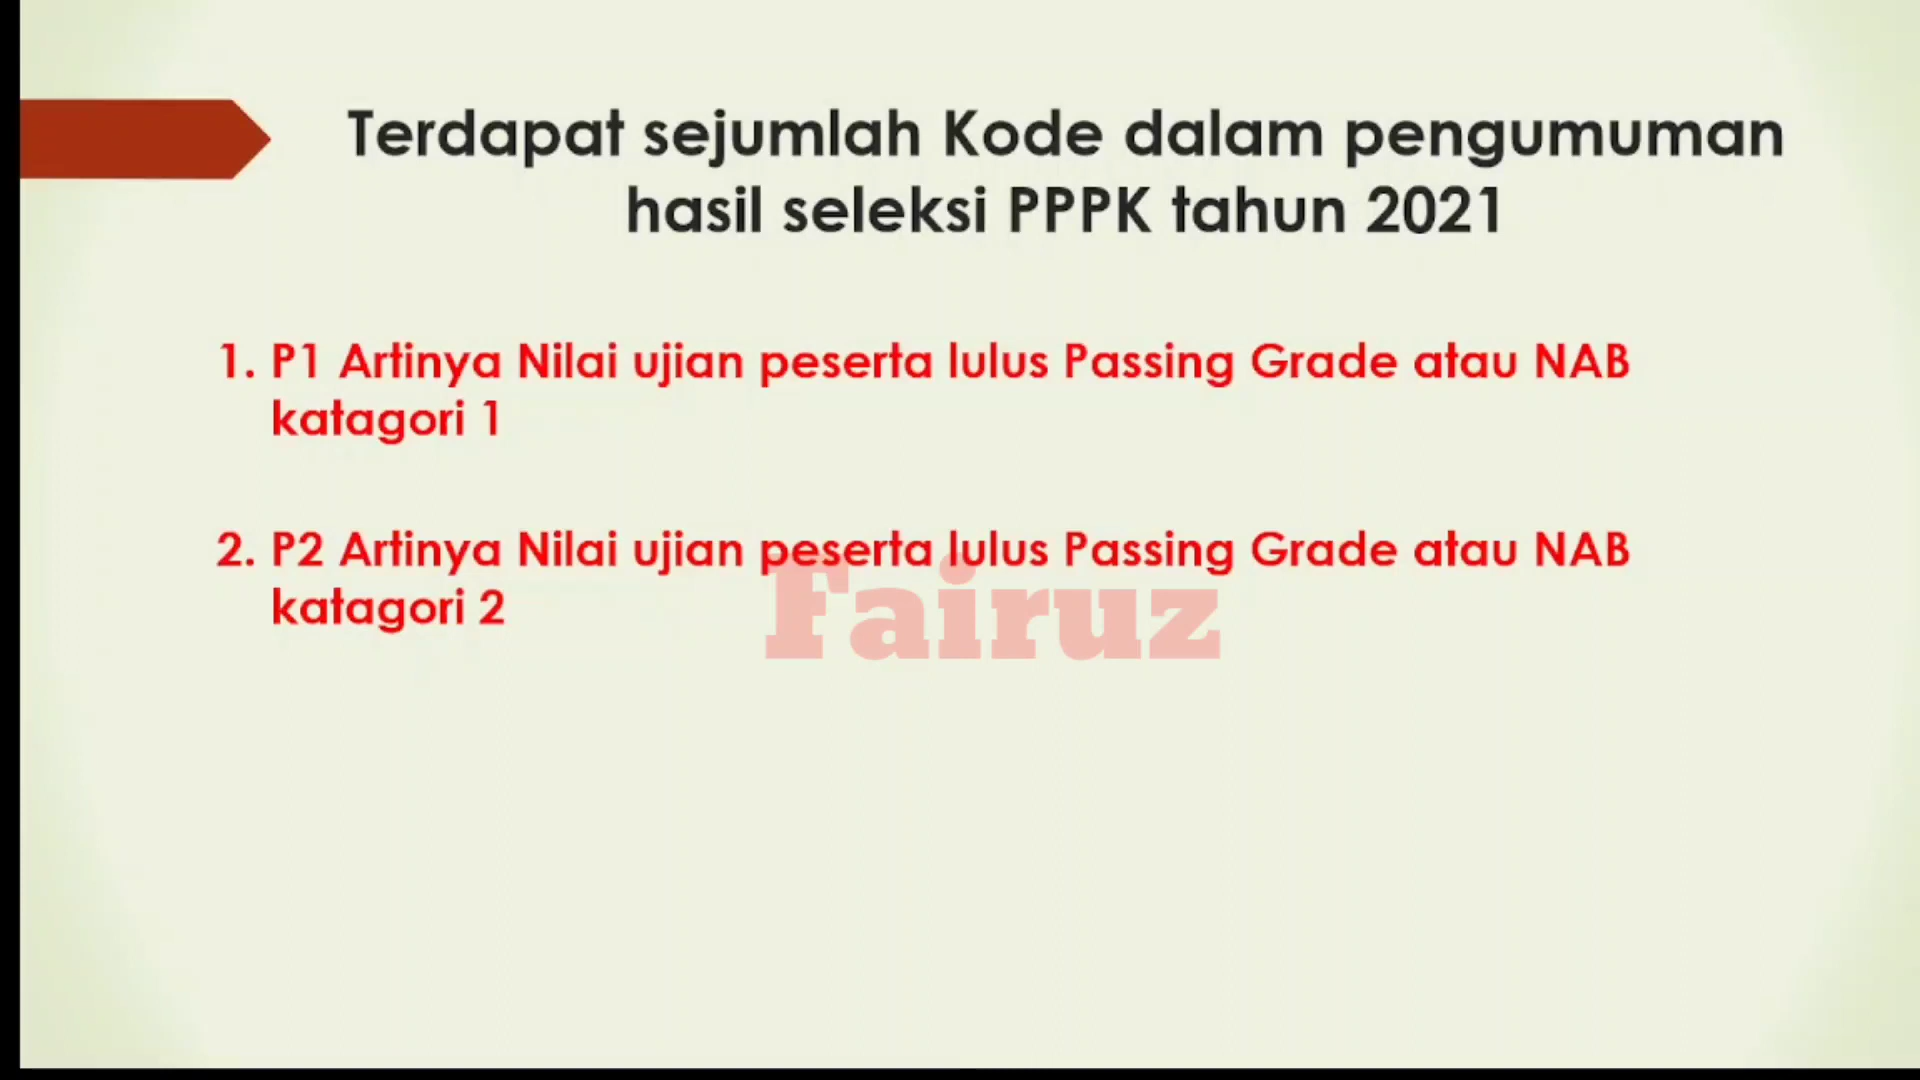 Terdapat sejumlah Kode dalam pengumuman
hasil seleksi PPPK tahun 2021
1. P1 Artinya Nilai ujian peserta lulus Passing Grade atau NAB
katagori 1
2. P2 Artinya Nilai ujian peserta lulus Passing Grade atau NAB
katagori 2
Fairuz